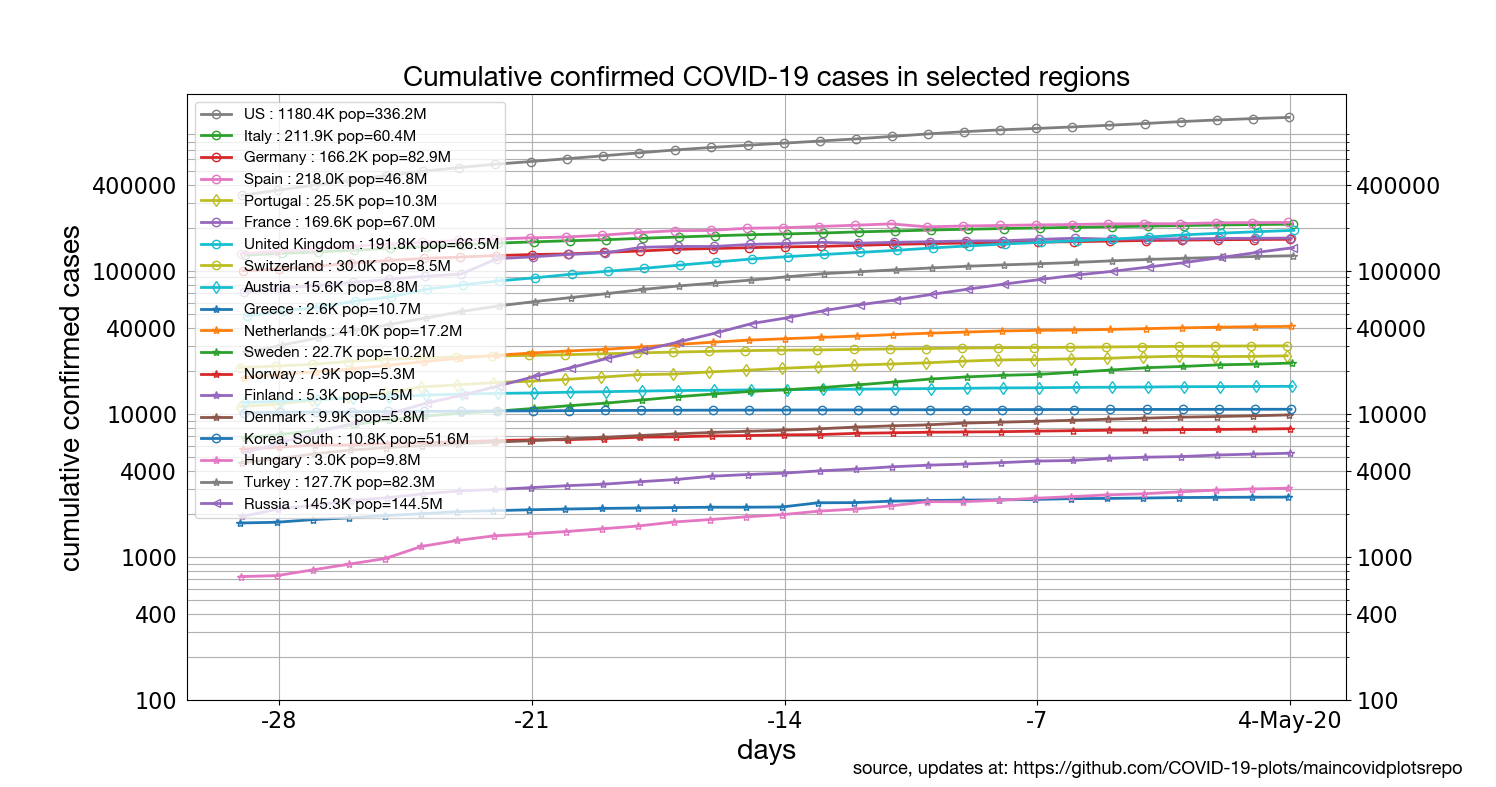 Cumulative confirmed COVID-19 cases in selected regions
US : 1180.4K pop=336.2M
Italy : 211.9K pop=60.4M
Germany : 166.2K pop=82.9M
Spain : 218.0K pop=46.8M
Portugal : 25.5K pop=10.3M
France : 169.6K pop=67.0M
United Kingdom : 191.8K pop=66.5M
Switzerland : 30.0K pop=8.5M
Austria : 15.6K pop=8.8M
Greece : 2.6K pop=10.7M
Netherlands : 41.0K pop=17.2M
Sweden : 22.7K pop=10.2M
Norway : 7.9K pop=5.3M
Finland : 5.3K pop=5.5M
Denmark : 9.9K pop=5.8M
Korea, South : 10.8K pop=51.6M
Hungary : 3.0K pop=9.8M
Turkey : 127.7K pop=82.3M
Russia : 145.3K pop=144.5M
cumulative confirmed cases
400000
100000
40000
10000
4000
1000
400
100
400000
100000
40000
10000
4000
1000
400
100
-28 -21 -14 -7 4-May-20
days
source, updates at: https://github.com/COVID-19-plots/maincovidplotsrepo